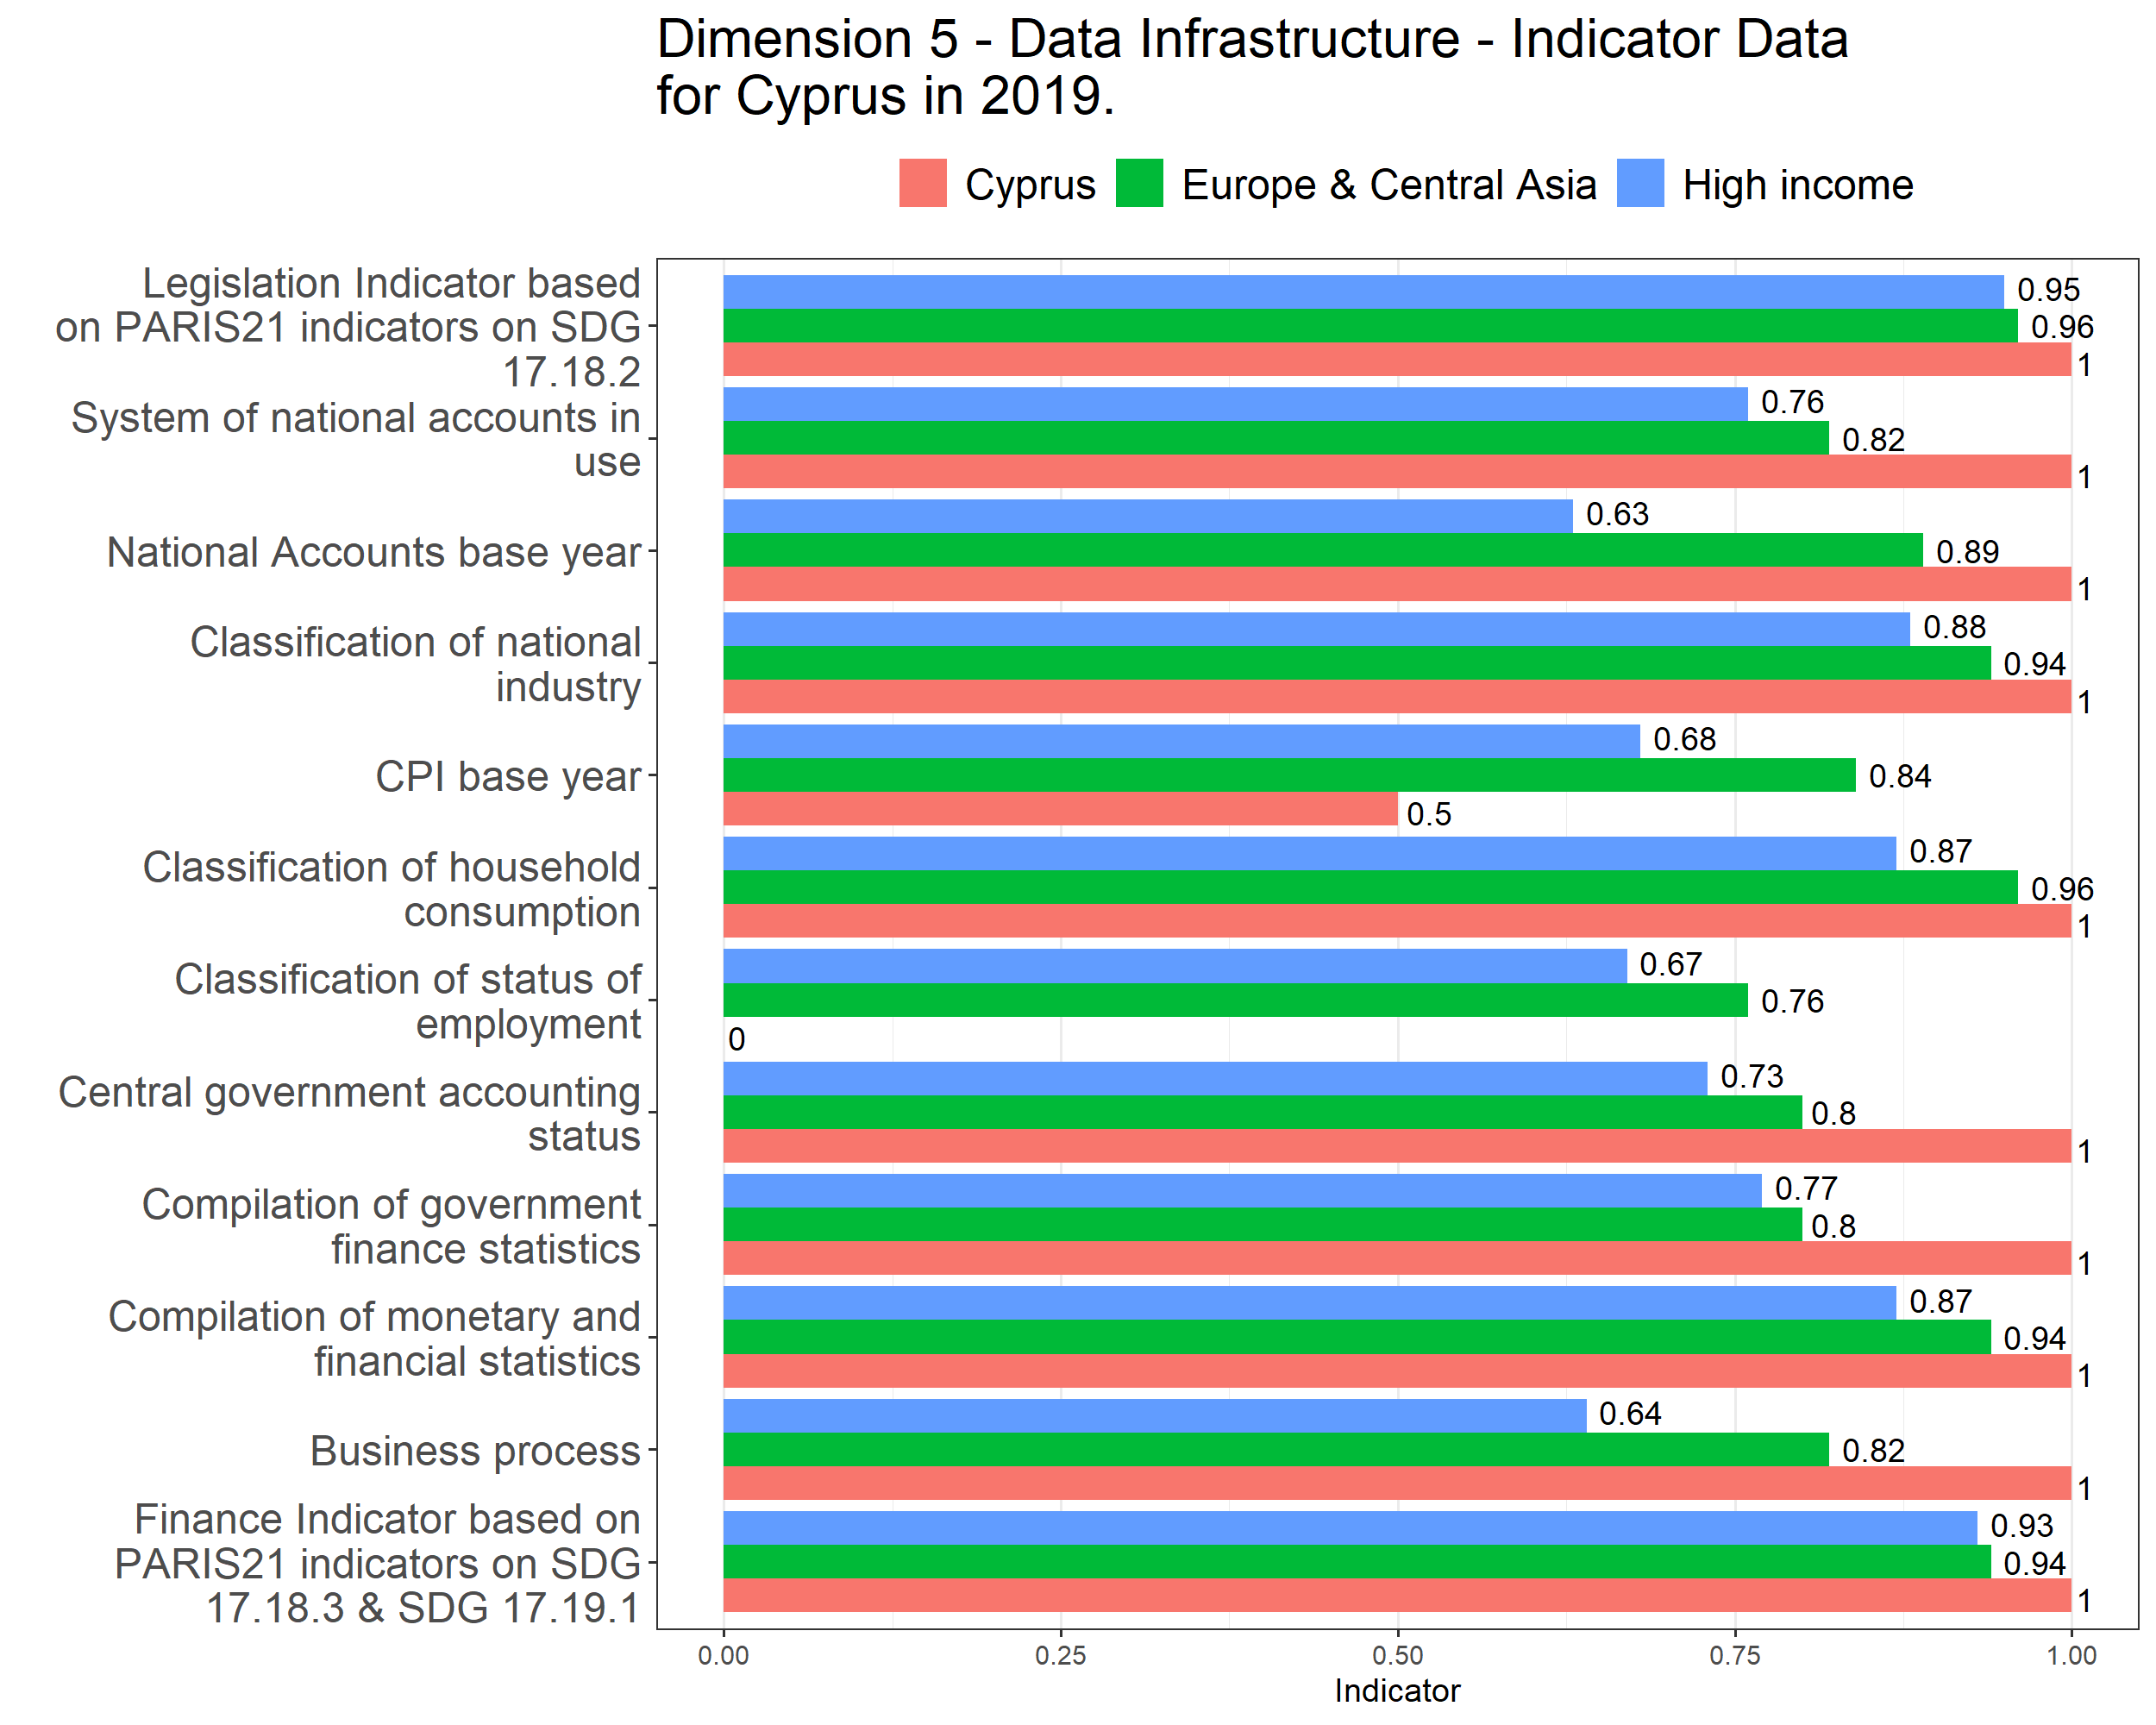 Dimension 5 - Data Infrastructure - Indicator Data
for Cyprus in 2019.
Cyprus
Europe & Central Asia
High income
Legislation Indicator based
on PARIS21 indicators on SDG
17.18.2
0.95
0.96
1
System of national accounts in
use
0.76
0.82
1
National Accounts base year
0.63
0.89
1
Classification of national
industry
0.88
0.94
1
CPI base year
0.68
0.84
0.5
Classification of household
consumption
0.87
0.96
1
Classification of status of
employment
0.67
0.76
0
Central government accounting
status
0.73
0.8
1
Compilation of government
finance statistics
0.77
0.8
1
Compilation of monetary and
financial statistics
0.87
0.94
1
Business process
0.64
0.82
1
Finance Indicator based on
PARIS21 indicators on SDG
17.18.3 & SDG 17.19.1
0.93
0.94
1
0.00
0.25
0.50
0.75
1.00
Indicator